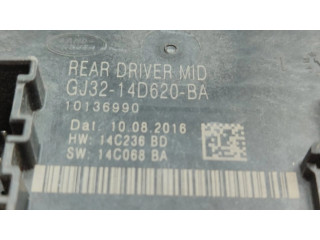 REAR DRIVER MID
GJ32-14D620-BA
10136990
Dat. 10.08.2016
HW: 14C236 BD
SW: 14C068 BA